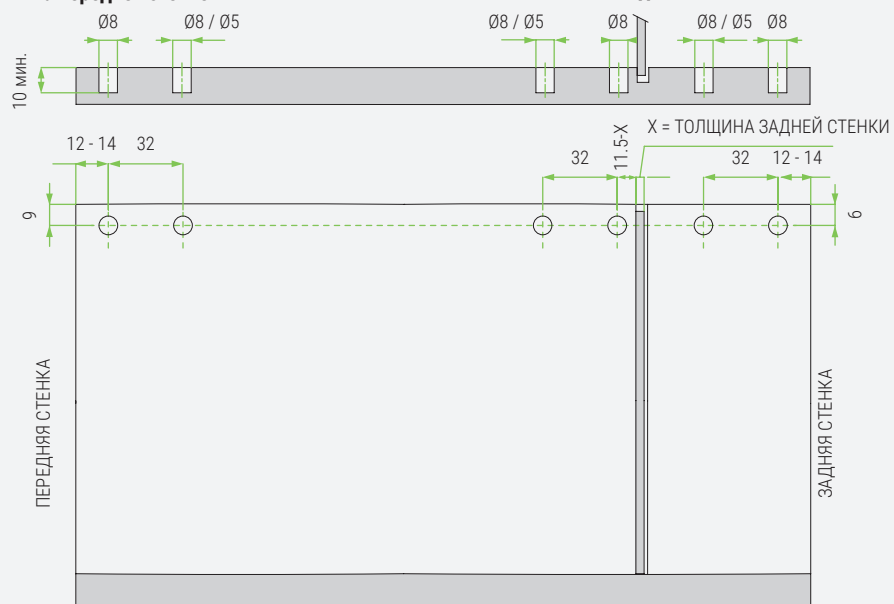 Ø8
Ø8 / Ø5
Ø8 / Ø5
Ø8
Ø8 / Ø5
Ø8
10 мин.
12 - 14
32
32
11.5-X
X = ТОЛЩИНА ЗАДНЕЙ СТЕНКИ
32
12 - 14
9
9
ПЕРЕДНЯЯ СТЕНКА
ЗАДНЯЯ СТЕНКА